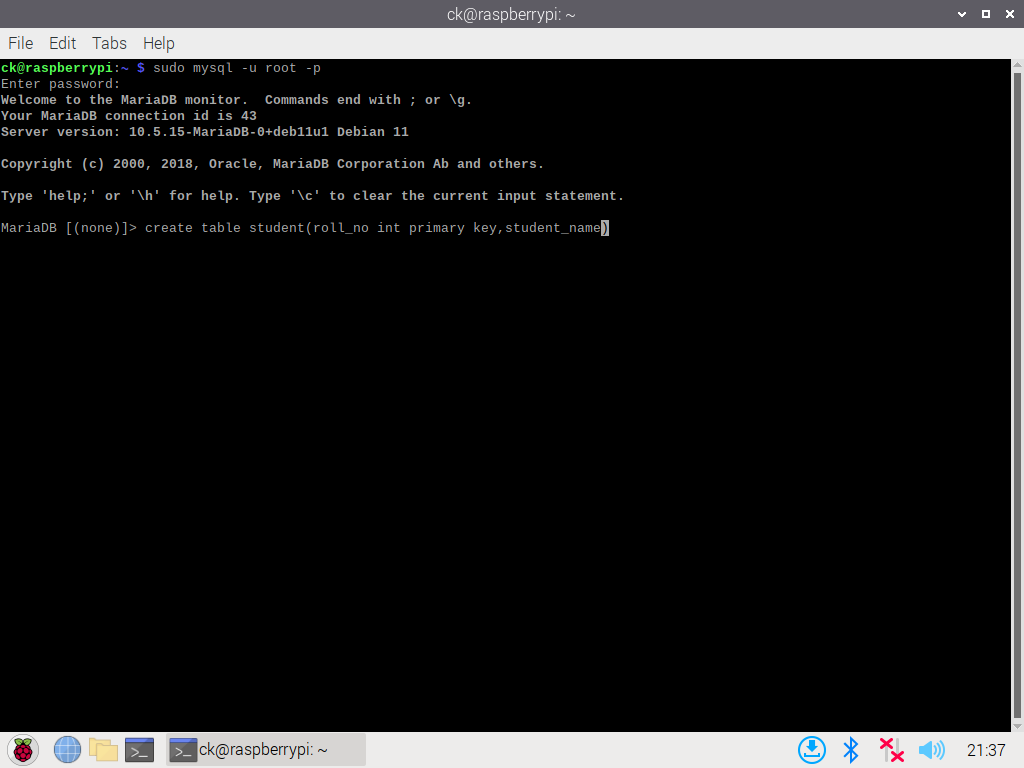 ck@raspberrypi: ~
File Edit Tabs Help
ck@raspberrypi:~ $ sudo mysql -u root -p
Enter password:
Welcome to the MariaDB monitor.  Commands end with ; or \g.
Your MariaDB connection id is 43
Server version: 10.5.15-MariaDB-0+deb11u1 Debian 11
Copyright (c) 2000, 2018, Oracle, MariaDB Corporation Ab and others.
Type 'help;' or '\h' for help. Type '\c' to clear the current input statement.
MariaDB [(none)]> create table student(roll_no int primary key,student_name)
ck@raspberrypi: ~ 21:37